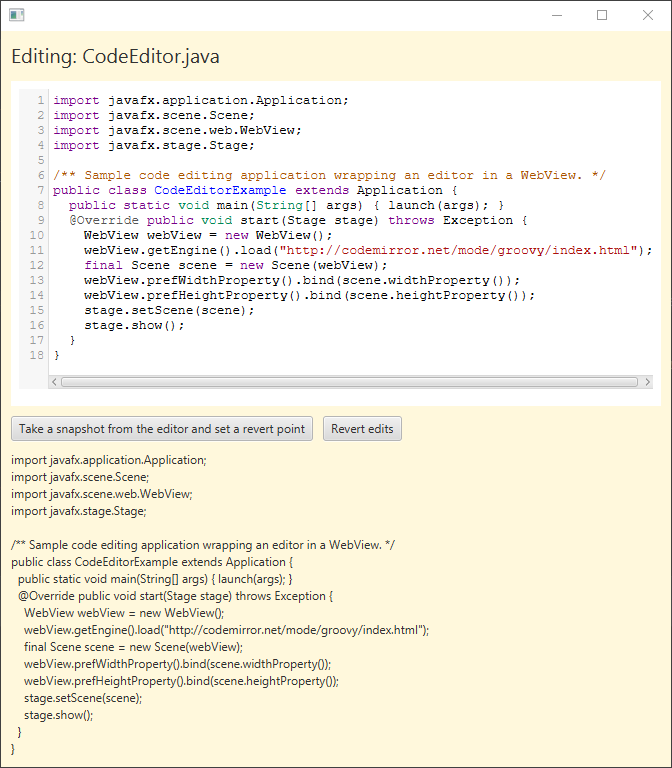 Editing: CodeEditor.java
1 import javafx.application.Application;
2 import javafx.scene.Scene;
3 import javafx.scene.web.WebView;
4 import javafx.stage.Stage;
5
6 /** Sample code editing application wrapping an editor in a WebView. */
7 public class CodeEditorExample extends Application {
8   public static void main(String[] args) { launch(args); }
9   @Override public void start(Stage stage) throws Exception {
10     WebView webView = new WebView();
11     webView.getEngine().load("http://codemirror.net/mode/groovy/index.html");
12     final Scene scene = new Scene(webView);
13     webView.prefWidthProperty().bind(scene.widthProperty());
14     webView.prefHeightProperty().bind(scene.heightProperty());
15     stage.setScene(scene);
16     stage.show();
17   }
18 }
Take a snapshot from the editor and set a revert point Revert edits
import javafx.application.Application;
import javafx.scene.Scene;
import javafx.scene.web.WebView;
import javafx.stage.Stage;

/** Sample code editing application wrapping an editor in a WebView. */
public class CodeEditorExample extends Application {
  public static void main(String[] args) { launch(args); }
  @Override public void start(Stage stage) throws Exception {
    WebView webView = new WebView();
    webView.getEngine().load("http://codemirror.net/mode/groovy/index.html");
    final Scene scene = new Scene(webView);
    webView.prefWidthProperty().bind(scene.widthProperty());
    webView.prefHeightProperty().bind(scene.heightProperty());
    stage.setScene(scene);
    stage.show();
  }
}